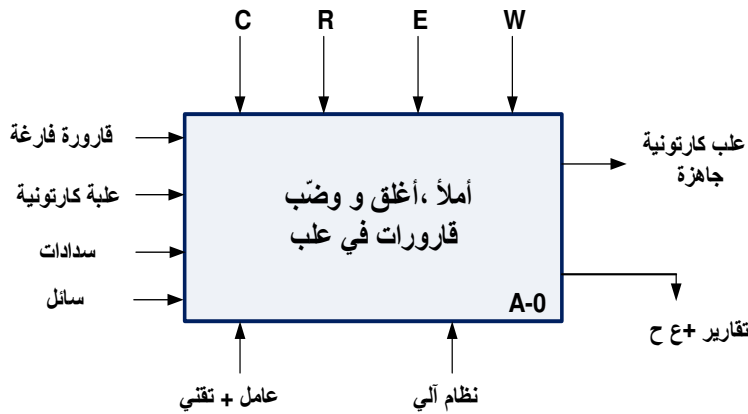 C R E W
قارورة فارغة
علبة كارتونية
سدادات
سائل
أملأ ،أغلق و وضّب
قارورات في علب
A-0
علب كارتونية
جاهزة
تقارير +ع ح
عامل + تقني
نظام آلي